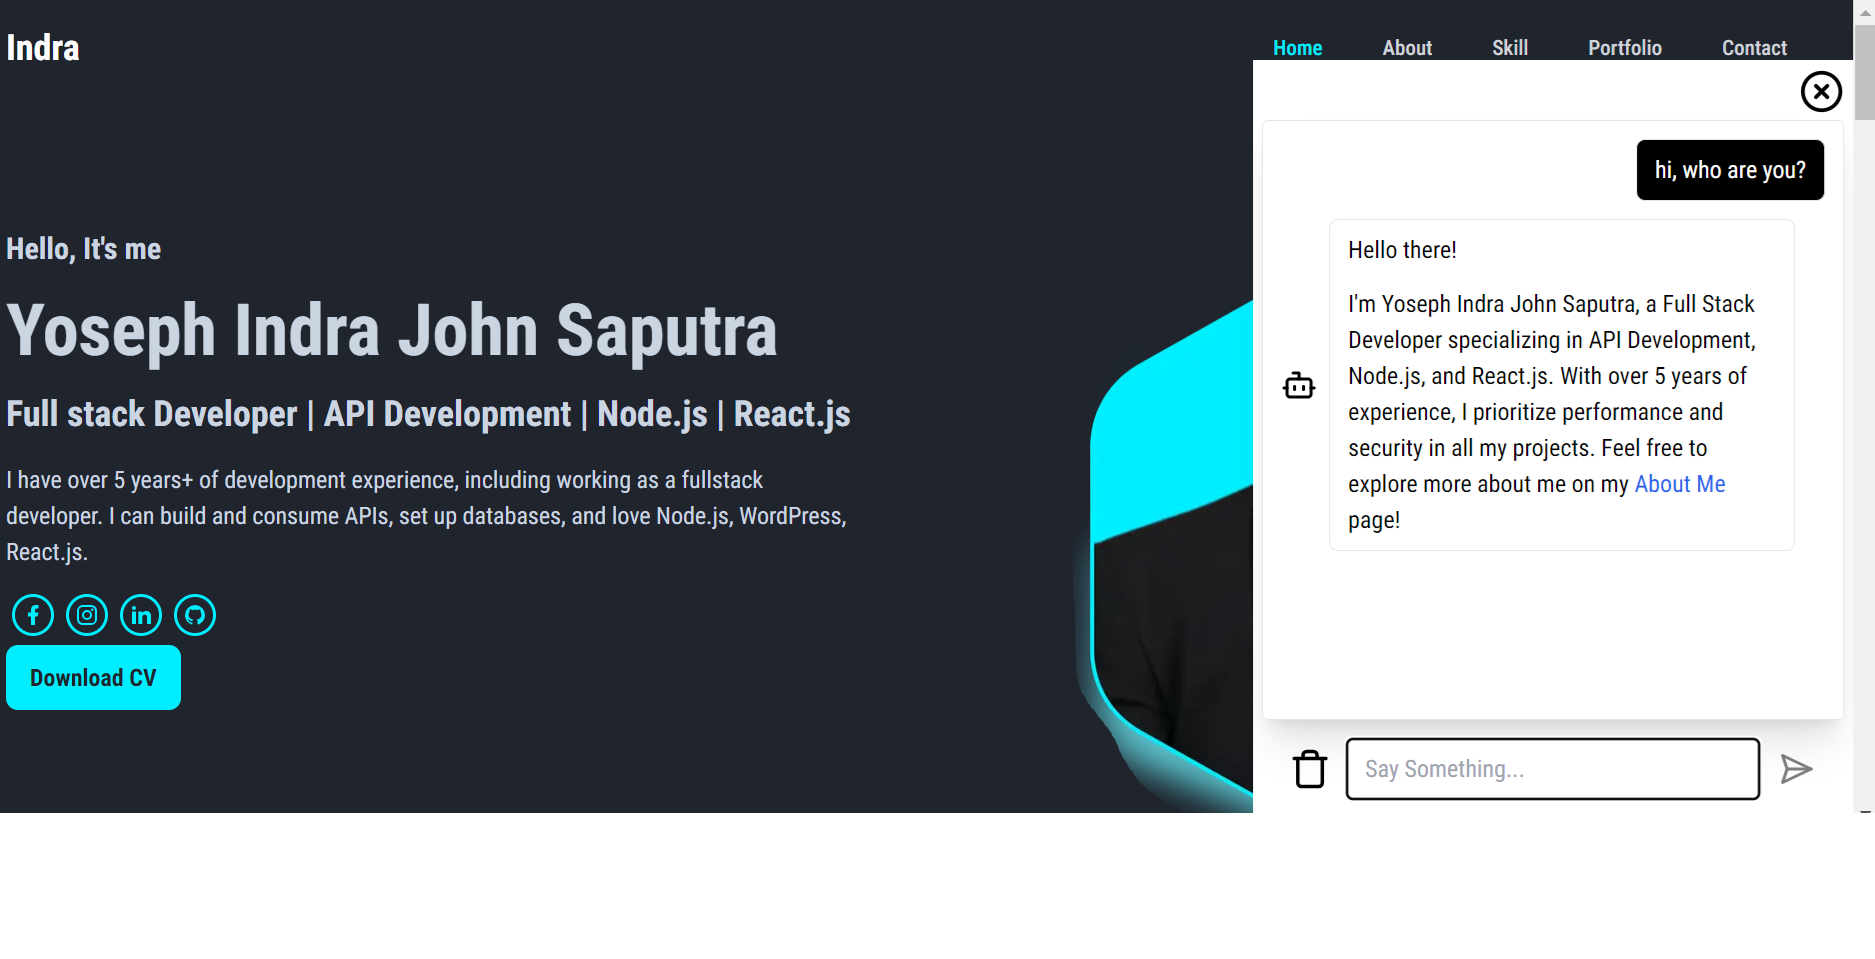 Indra
Home
About
Skill
Portfolio
Contact
Hello, It's me
Yoseph Indra John Saputra
Full stack Developer | API Development | Node.js | React.js
I have over 5 years+ of development experience, including working as a fullstack
developer. I can build and consume APIs, set up databases, and love Node.js, WordPress,
React.js.
Download CV
hi, who are you?
Hello there!
I'm Yoseph Indra John Saputra, a Full Stack
Developer specializing in API Development,
Node.js, and React.js. With over 5 years of
experience, I prioritize performance and
security in all my projects. Feel free to
explore more about me on my About Me
page!
Say Something...